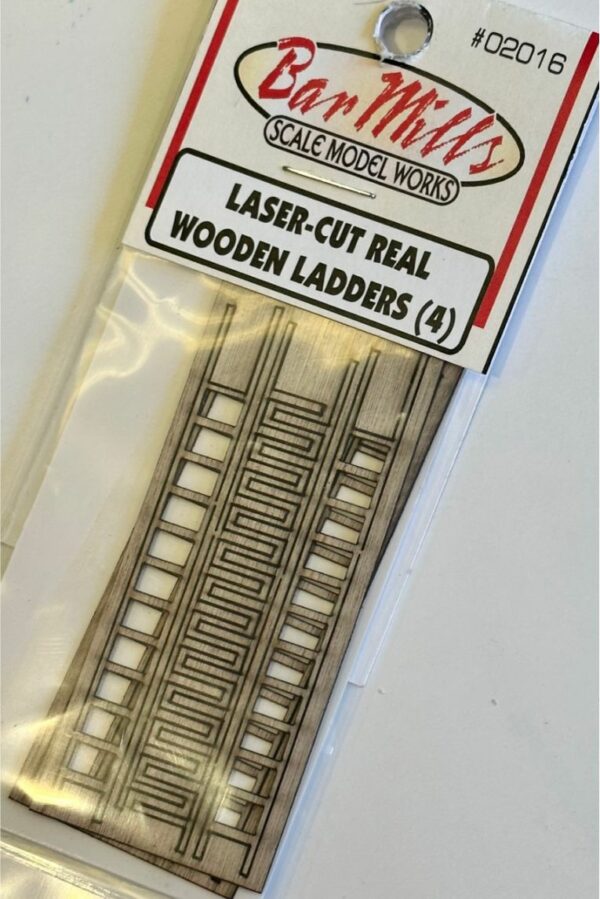 #02016
Bar Mills
SCALE MODEL WORKS
LASER-CUT REAL
WOODEN LADDERS (4)